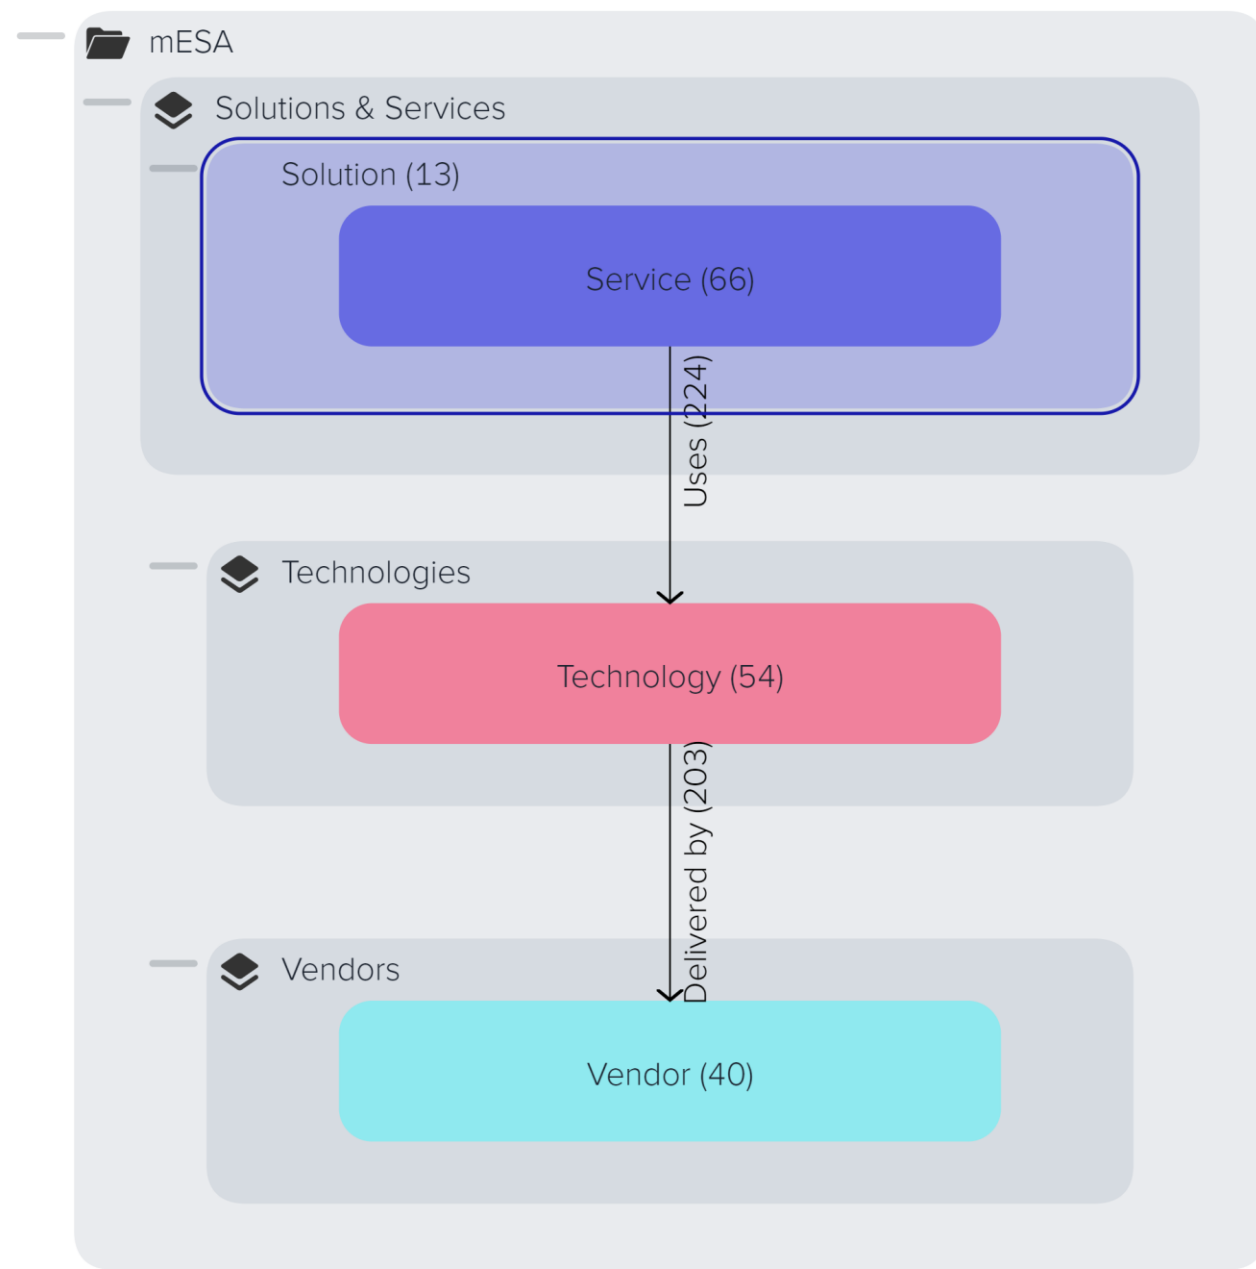 mESA
Solutions & Services
Solution (13)
Service (66)
Uses (224)
Technologies
Technology (54)
Delivered by (203)
Vendors
Vendor (40)